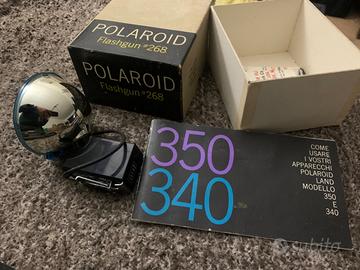 POLAROID
Flashgun #268
POLAROID
Flashgun #268
350
340
COME
USARE
I VOSTRI
APPARECCHI
POLAROID
LAND
MODELLO
350
E
340
subito